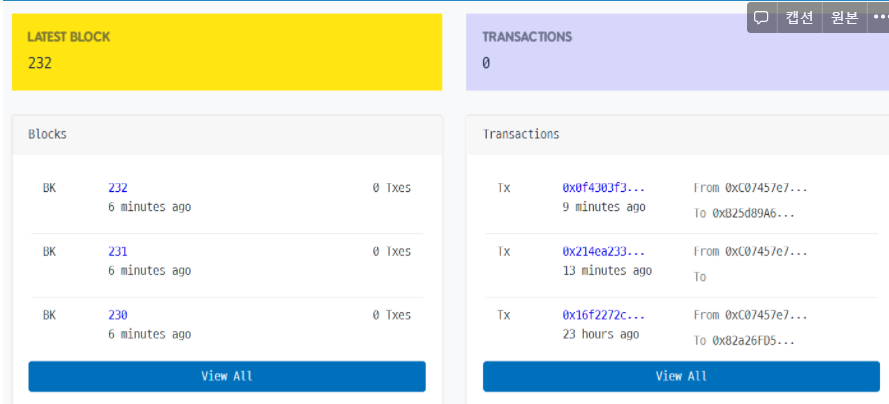 캡션 원본
LATEST BLOCK
232
TRANSACTIONS
0
Blocks
BK 232 0 Txes
6 minutes ago
BK 231 0 Txes
6 minutes ago
BK 230 0 Txes
6 minutes ago
View All
Transactions
Tx 0x0f4303f3... From 0xC07457e7...
9 minutes ago To 0xB25d89A6...
Tx 0x214ea233... From 0xC07457e7...
13 minutes ago To
Tx 0x16f2272c... From 0xC07457e7...
23 hours ago To 0x82a26FD5...
View All